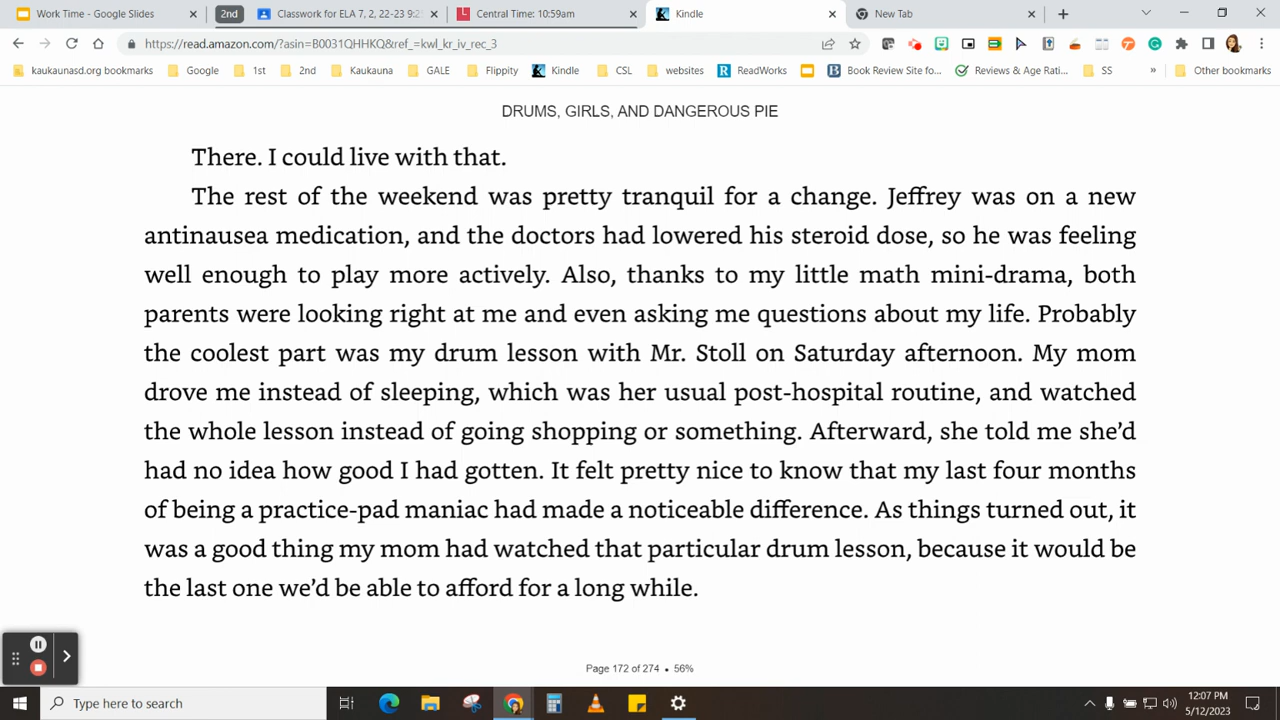 Work Time - Google Slides
2nd
Classwork for ELA 7, 2, 22-23 9:2
Central Time: 10:59am
Kindle
New Tab
https://read.amazon.com/?asin=B0031QHHKQ&ref_=kwl_kr_iv_rec_3
kaukaunasd.org bookmarks
Google
1st
2nd
Kaukauna
GALE
Flippity
Kindle
CSL
websites
ReadWorks
Book Review Site fo...
Reviews & Age Rati...
SS
»
Other bookmarks
DRUMS, GIRLS, AND DANGEROUS PIE
There. I could live with that.
The rest of the weekend was pretty tranquil for a change. Jeffrey was on a new
antinausea medication, and the doctors had lowered his steroid dose, so he was feeling
well enough to play more actively. Also, thanks to my little math mini-drama, both
parents were looking right at me and even asking me questions about my life. Probably
the coolest part was my drum lesson with Mr. Stoll on Saturday afternoon. My mom
drove me instead of sleeping, which was her usual post-hospital routine, and watched
the whole lesson instead of going shopping or something. Afterward, she told me she’d
had no idea how good I had gotten. It felt pretty nice to know that my last four months
of being a practice-pad maniac had made a noticeable difference. As things turned out, it
was a good thing my mom had watched that particular drum lesson, because it would be
the last one we’d be able to afford for a long while.
Page 172 of 274 • 56%
Type here to search
12:07 PM
5/12/2023